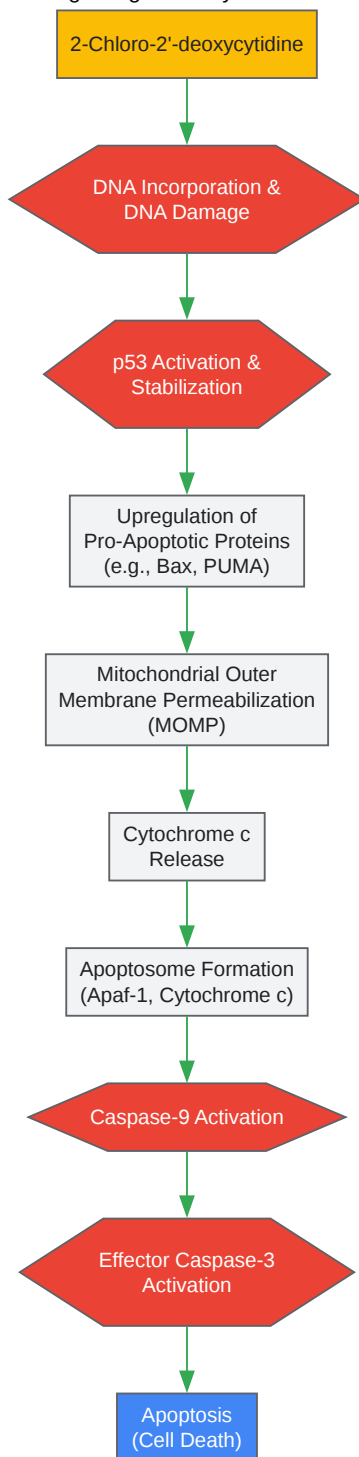 2-Chloro-2'-deoxycytidine
DNA Incorporation &
DNA Damage
p53 Activation &
Stabilization
Upregulation of
Pro-Apoptotic Proteins
(e.g., Bax, PUMA)
Mitochondrial Outer
Membrane Permeabilization
(MOMP)
Cytochrome c
Release
Apoptosome Formation
(Apaf-1, Cytochrome c)
Caspase-9 Activation
Effector Caspase-3
Activation
Apoptosis
(Cell Death)